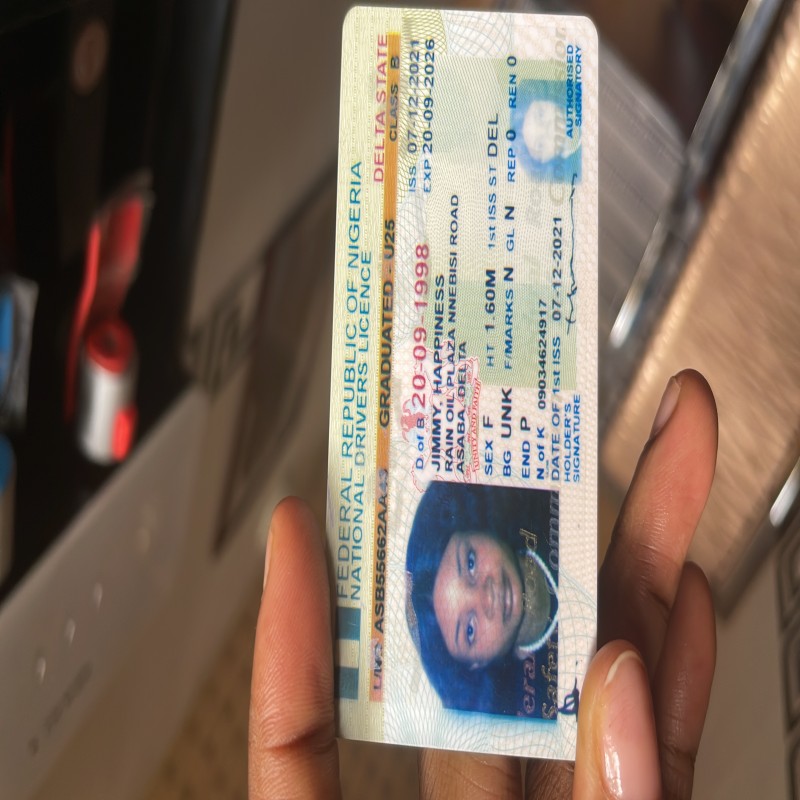 FEDERAL REPUBLIC OF NIGERIA
NATIONAL DRIVERS LICENCE
DELTA STATE
L/NO ASB55662AA43 GRADUATED - U25 CLASS B
D of B 20-09-1998 ISS 07-12-2021
EXP 20-09-2026
JIMMY, HAPPINESS
RAIN OIL PLAZA NNEBISI ROAD
ASABA, DELTA
SEX F HT 1.60M 1st ISS ST DEL
BG UNK F/MARKS N GL N REP 0 REN 0
END P
N of K 09034624917
DATE OF 1st ISS 07-12-2021
HOLDER'S
SIGNATURE
AUTHORISED
SIGNATORY